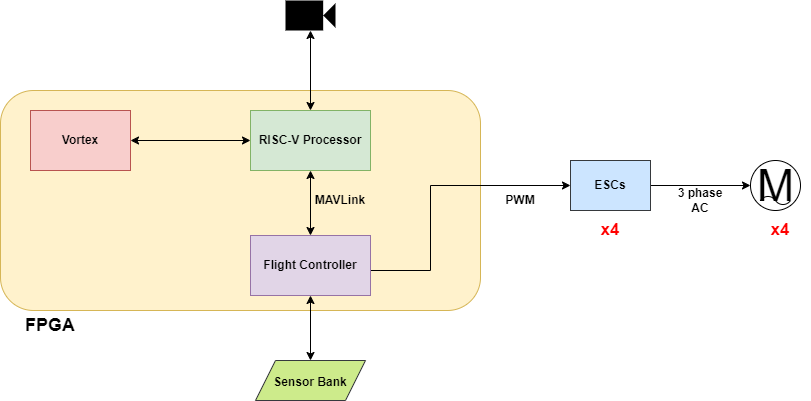 Vortex
RISC-V Processor
MAVLink
Flight Controller
PWM
ESCs
x4
3 phase
AC
M
x4
FPGA
Sensor Bank